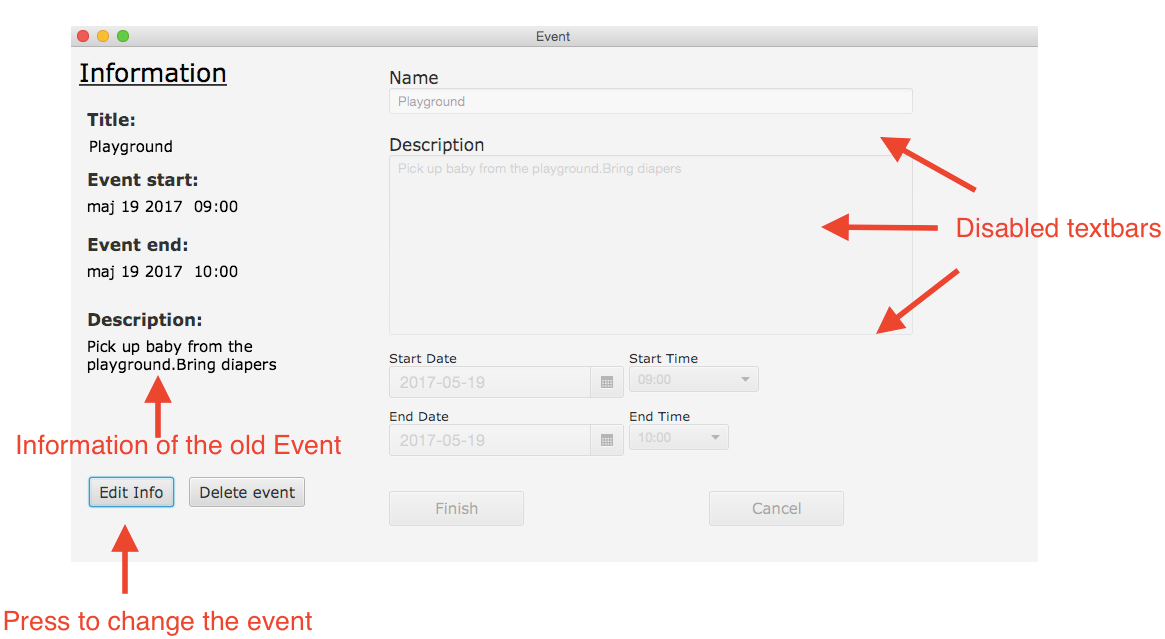 Event
Information
Title:
Playground
Event start:
maj 19 2017  09:00
Event end:
maj 19 2017  10:00
Description:
Pick up baby from the
playground.Bring diapers
Information of the old Event
Edit Info
Delete event
Press to change the event
Name
Playground
Description
Pick up baby from the playground.Bring diapers
Disabled textbars
Start Date
Start Time
2017-05-19
09:00
End Date
End Time
2017-05-19
10:00
Finish
Cancel